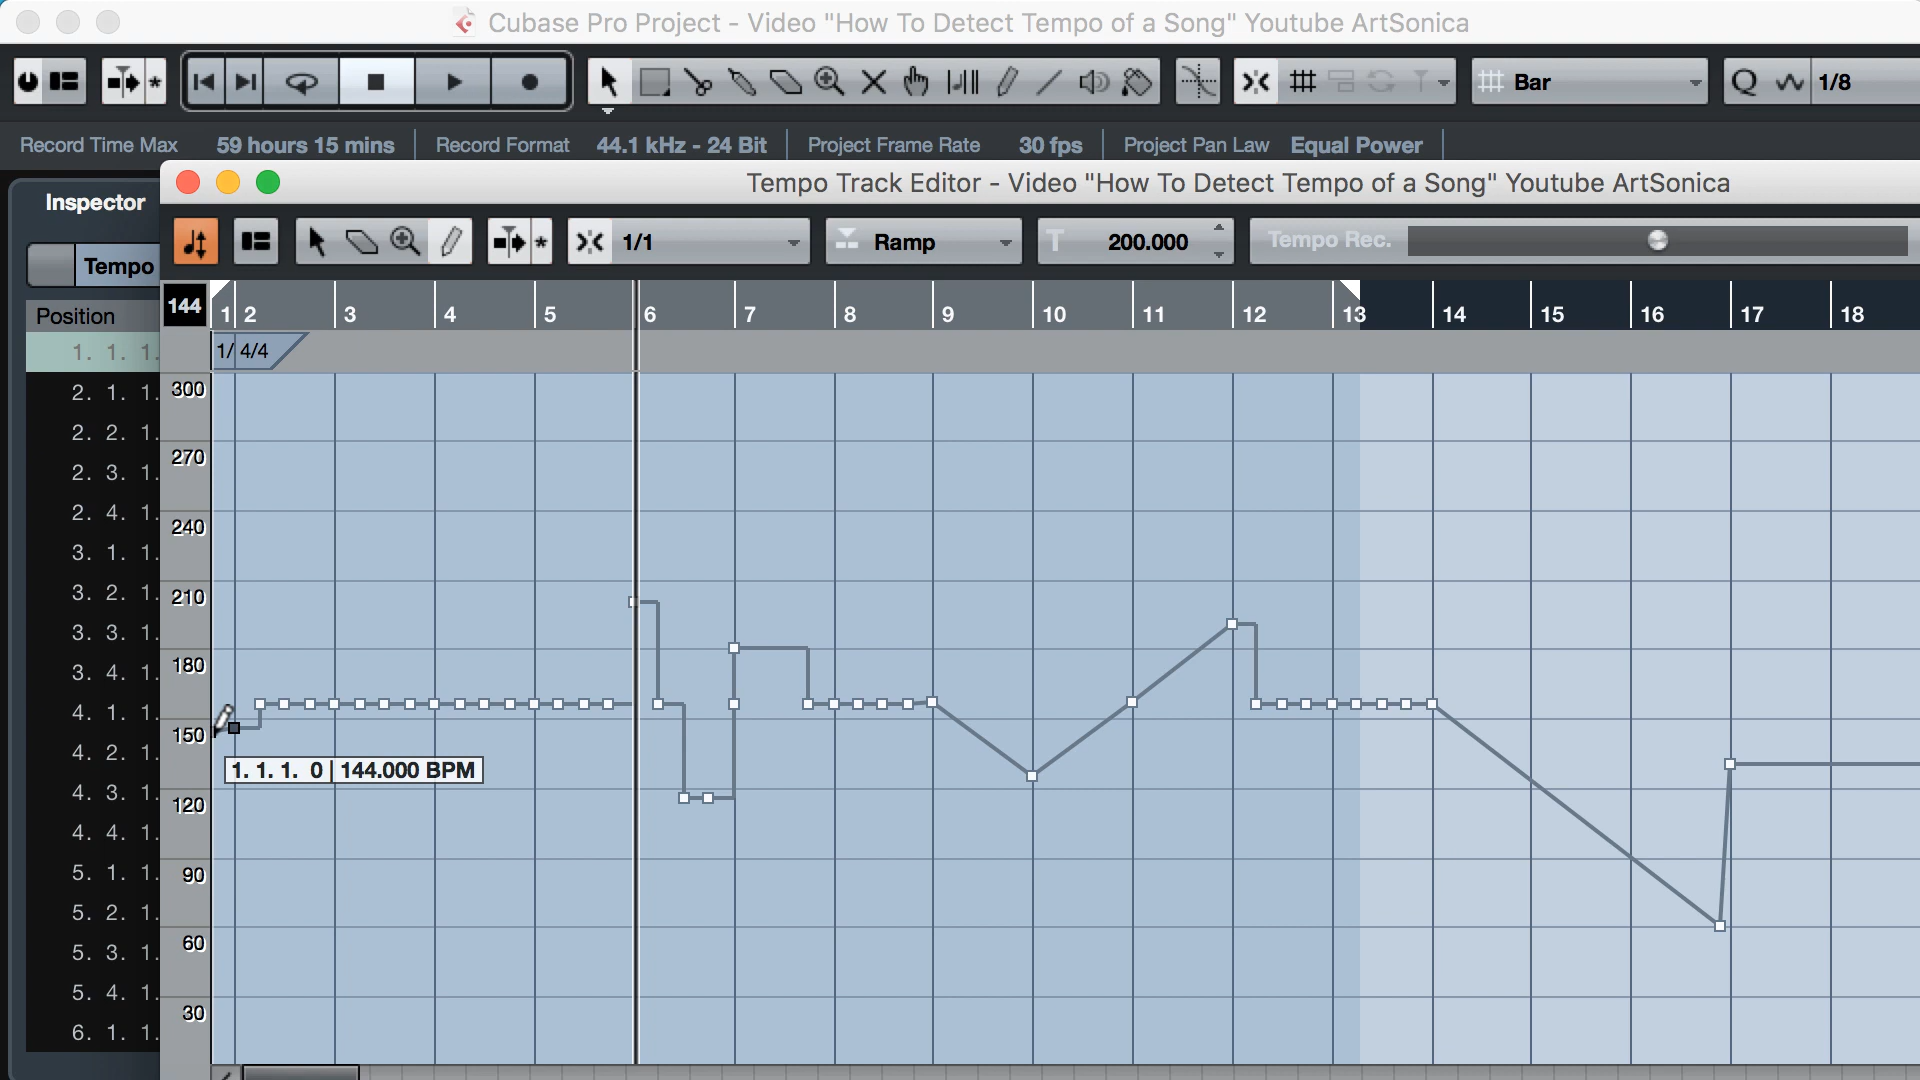 Cubase Pro Project - Video "How To Detect Tempo of a Song" Youtube ArtSonica
* Bar Q 1/8
Record Time Max 59 hours 15 mins Record Format 44.1 kHz - 24 Bit Project Frame Rate 30 fps Project Pan Law Equal Power
Tempo Track Editor - Video "How To Detect Tempo of a Song" Youtube ArtSonica
Inspector
* 1/1 Ramp T 200.000 Tempo Rec.
Tempo
144 1 2 3 4 5 6 7 8 9 10 11 12 13 14 15 16 17 18
Position
1/ 4/4
1. 1. 1.
2. 1. 1.
2. 2. 1.
2. 3. 1.
2. 4. 1.
3. 1. 1.
3. 2. 1.
3. 3. 1.
3. 4. 1.
4. 1. 1.
4. 2. 1.
4. 3. 1.
4. 4. 1.
5. 1. 1.
5. 2. 1.
5. 3. 1.
5. 4. 1.
6. 1. 1.
300
270
240
210
180
150
120
90
60
30
1. 1. 1. 0 | 144.000 BPM